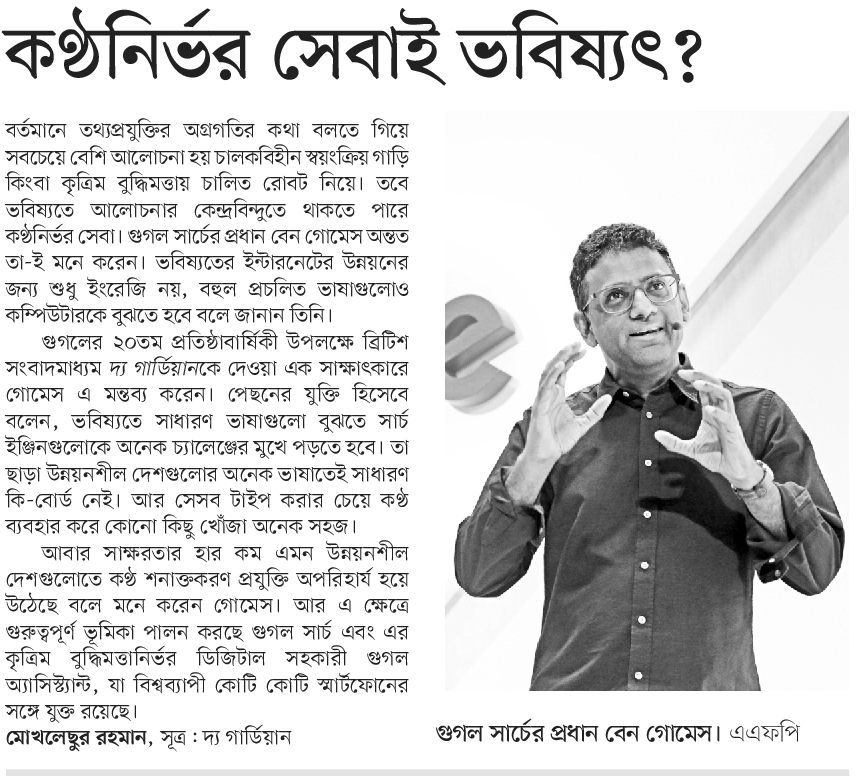 কণ্ঠনির্ভর সেবাই ভবিষ্যৎ?
বর্তমানে তথ্যপ্রযুক্তির অগ্রগতির কথা বলতে গিয়ে
সবচেয়ে বেশি আলোচনা হয় চালকবিহীন স্বয়ংক্রিয় গাড়ি
কিংবা কৃত্রিম বুদ্ধিমত্তায় চালিত রোবট নিয়ে। তবে
ভবিষ্যতে আলোচনার কেন্দ্রবিন্দুতে থাকতে পারে
কণ্ঠনির্ভর সেবা। গুগল সার্চের প্রধান বেন গোমেস অন্তত
তা-ই মনে করেন। ভবিষ্যতের ইন্টারনেটের উন্নয়নের
জন্য শুধু ইংরেজি নয়, বহুল প্রচলিত ভাষাগুলোও
কম্পিউটারকে বুঝতে হবে বলে জানান তিনি।
গুগলের ২০তম প্রতিষ্ঠাবার্ষিকী উপলক্ষে ব্রিটিশ
সংবাদমাধ্যম দ্য গার্ডিয়ানকে দেওয়া এক সাক্ষাৎকারে
গোমেস এ মন্তব্য করেন। পেছনের যুক্তি হিসেবে
বলেন, ভবিষ্যতে সাধারণ ভাষাগুলো বুঝতে সার্চ
ইঞ্জিনগুলোকে অনেক চ্যালেঞ্জের মুখে পড়তে হবে। তা
ছাড়া উন্নয়নশীল দেশগুলোর অনেক ভাষাতেই সাধারণ
কি-বোর্ড নেই। আর সেসব টাইপ করার চেয়ে কণ্ঠ
ব্যবহার করে কোনো কিছু খোঁজা অনেক সহজ।
আবার সাক্ষরতার হার কম এমন উন্নয়নশীল
দেশগুলোতে কণ্ঠ শনাক্তকরণ প্রযুক্তি অপরিহার্য হয়ে
উঠেছে বলে মনে করেন গোমেস। আর এ ক্ষেত্রে
গুরুত্বপূর্ণ ভূমিকা পালন করছে গুগল সার্চ এবং এর
কৃত্রিম বুদ্ধিমত্তানির্ভর ডিজিটাল সহকারী গুগল
অ্যাসিস্ট্যান্ট, যা বিশ্বব্যাপী কোটি কোটি স্মার্টফোনের
সঙ্গে যুক্ত রয়েছে।
মোখলেছুর রহমান, সূত্র : দ্য গার্ডিয়ান
e
গুগল সার্চের প্রধান বেন গোমেস। এএফপি